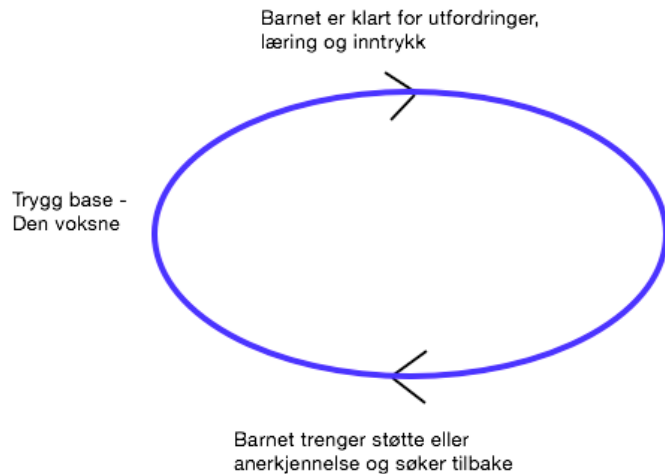 Barnet er klart for utfordringer,
læring og inntrykk
Trygg base -
Den voksne
Barnet trenger støtte eller
anerkjennelse og søker tilbake